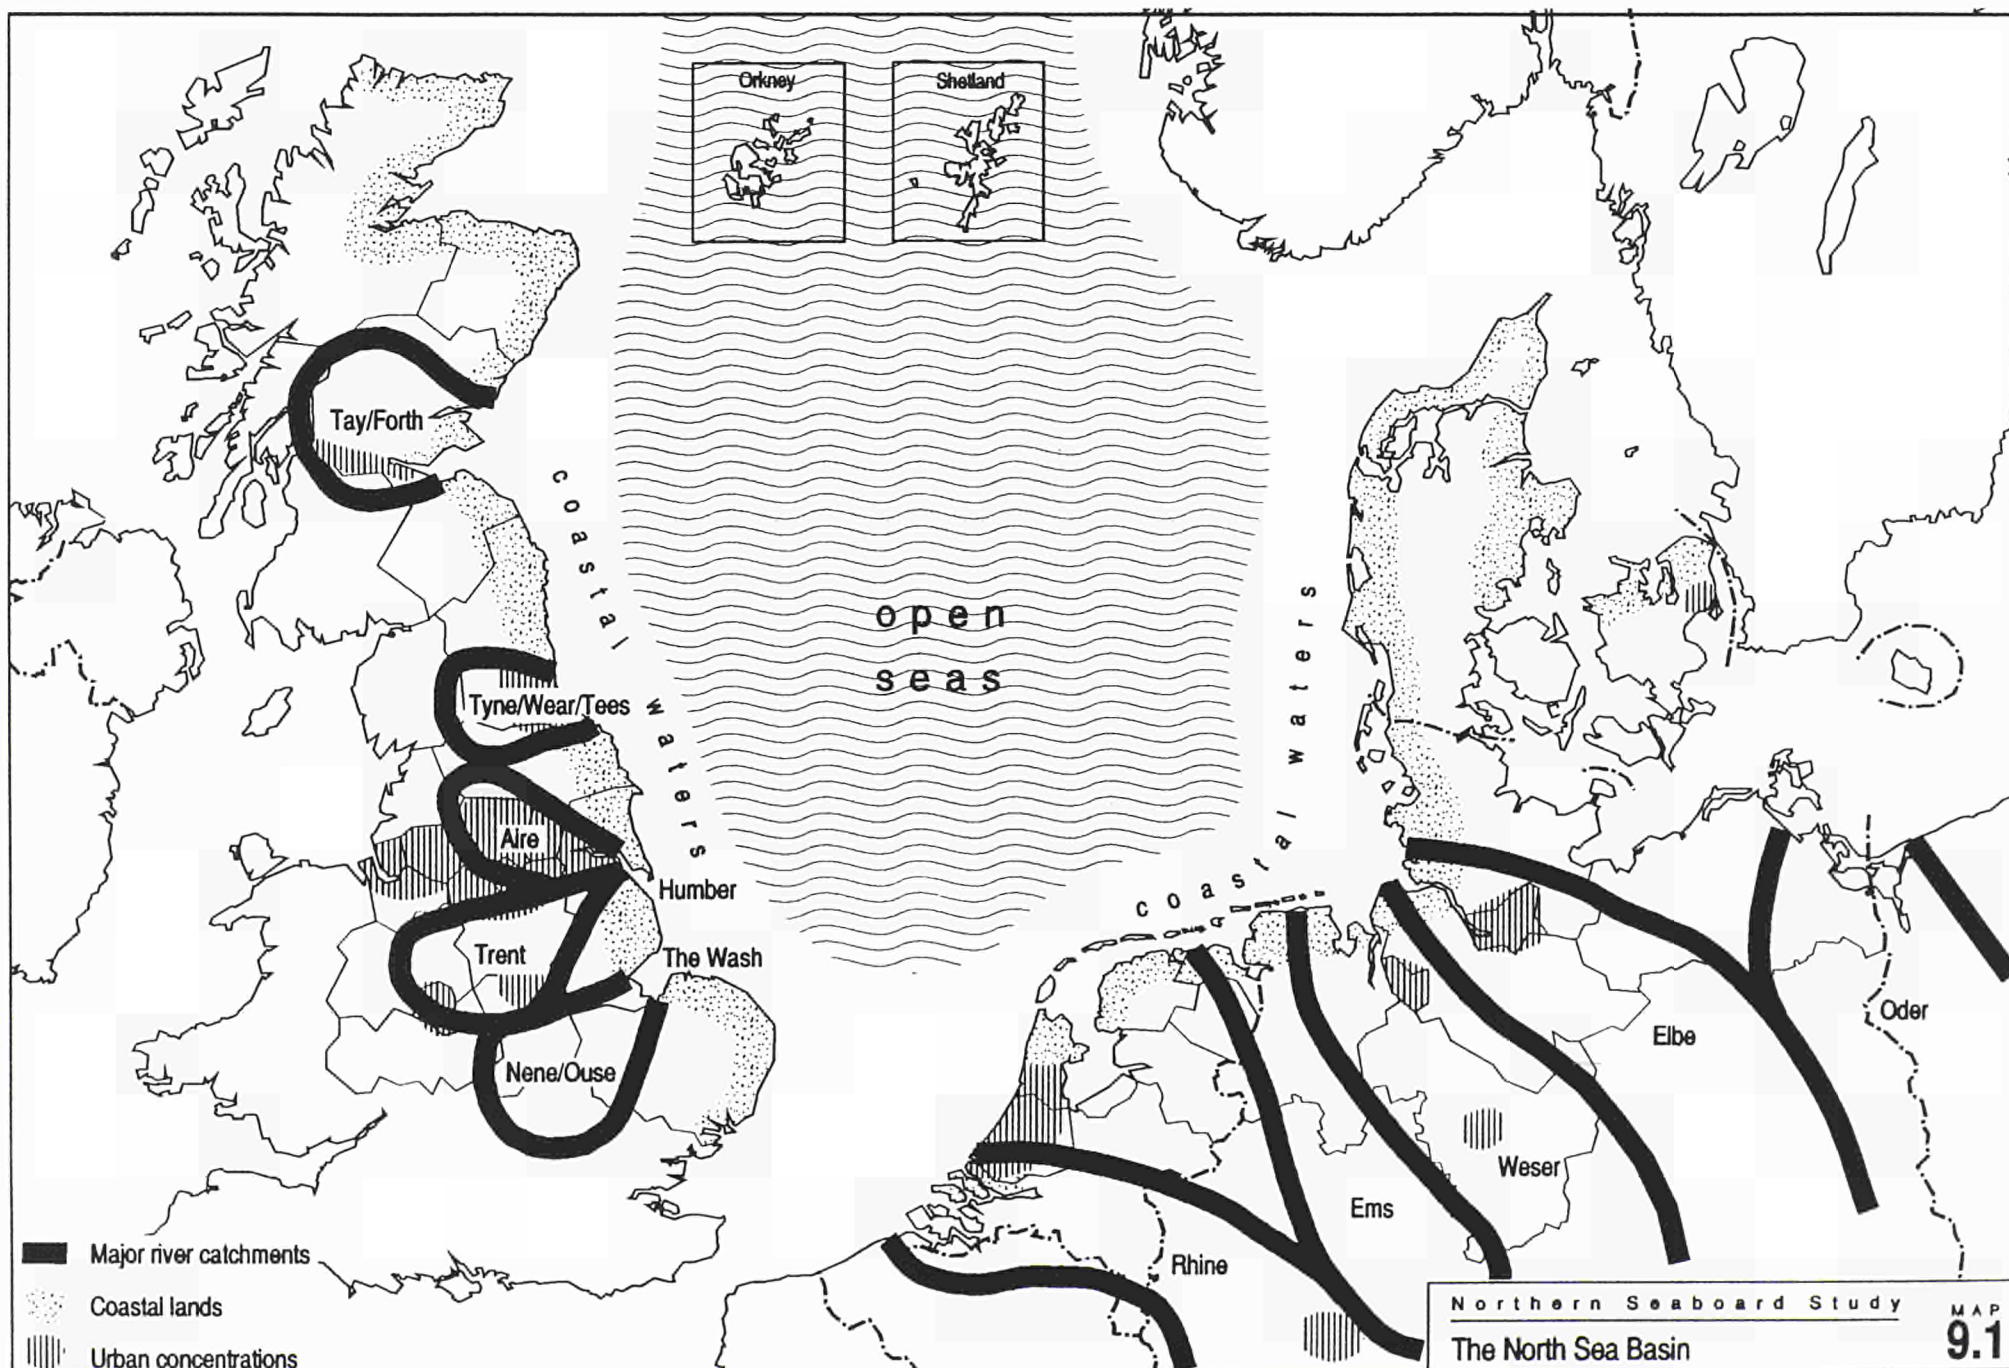 Orkney
Shetland
Tay/Forth
coastal waters
open
seas
coastal waters
Tyne/Wear/Tees
Aire
Humber
Trent
The Wash
Nene/Ouse
coastal
Oder
Elbe
Weser
Ems
Rhine
Major river catchments
Coastal lands
Urban concentrations
Northern Seaboard Study
The North Sea Basin
MAP
9.1